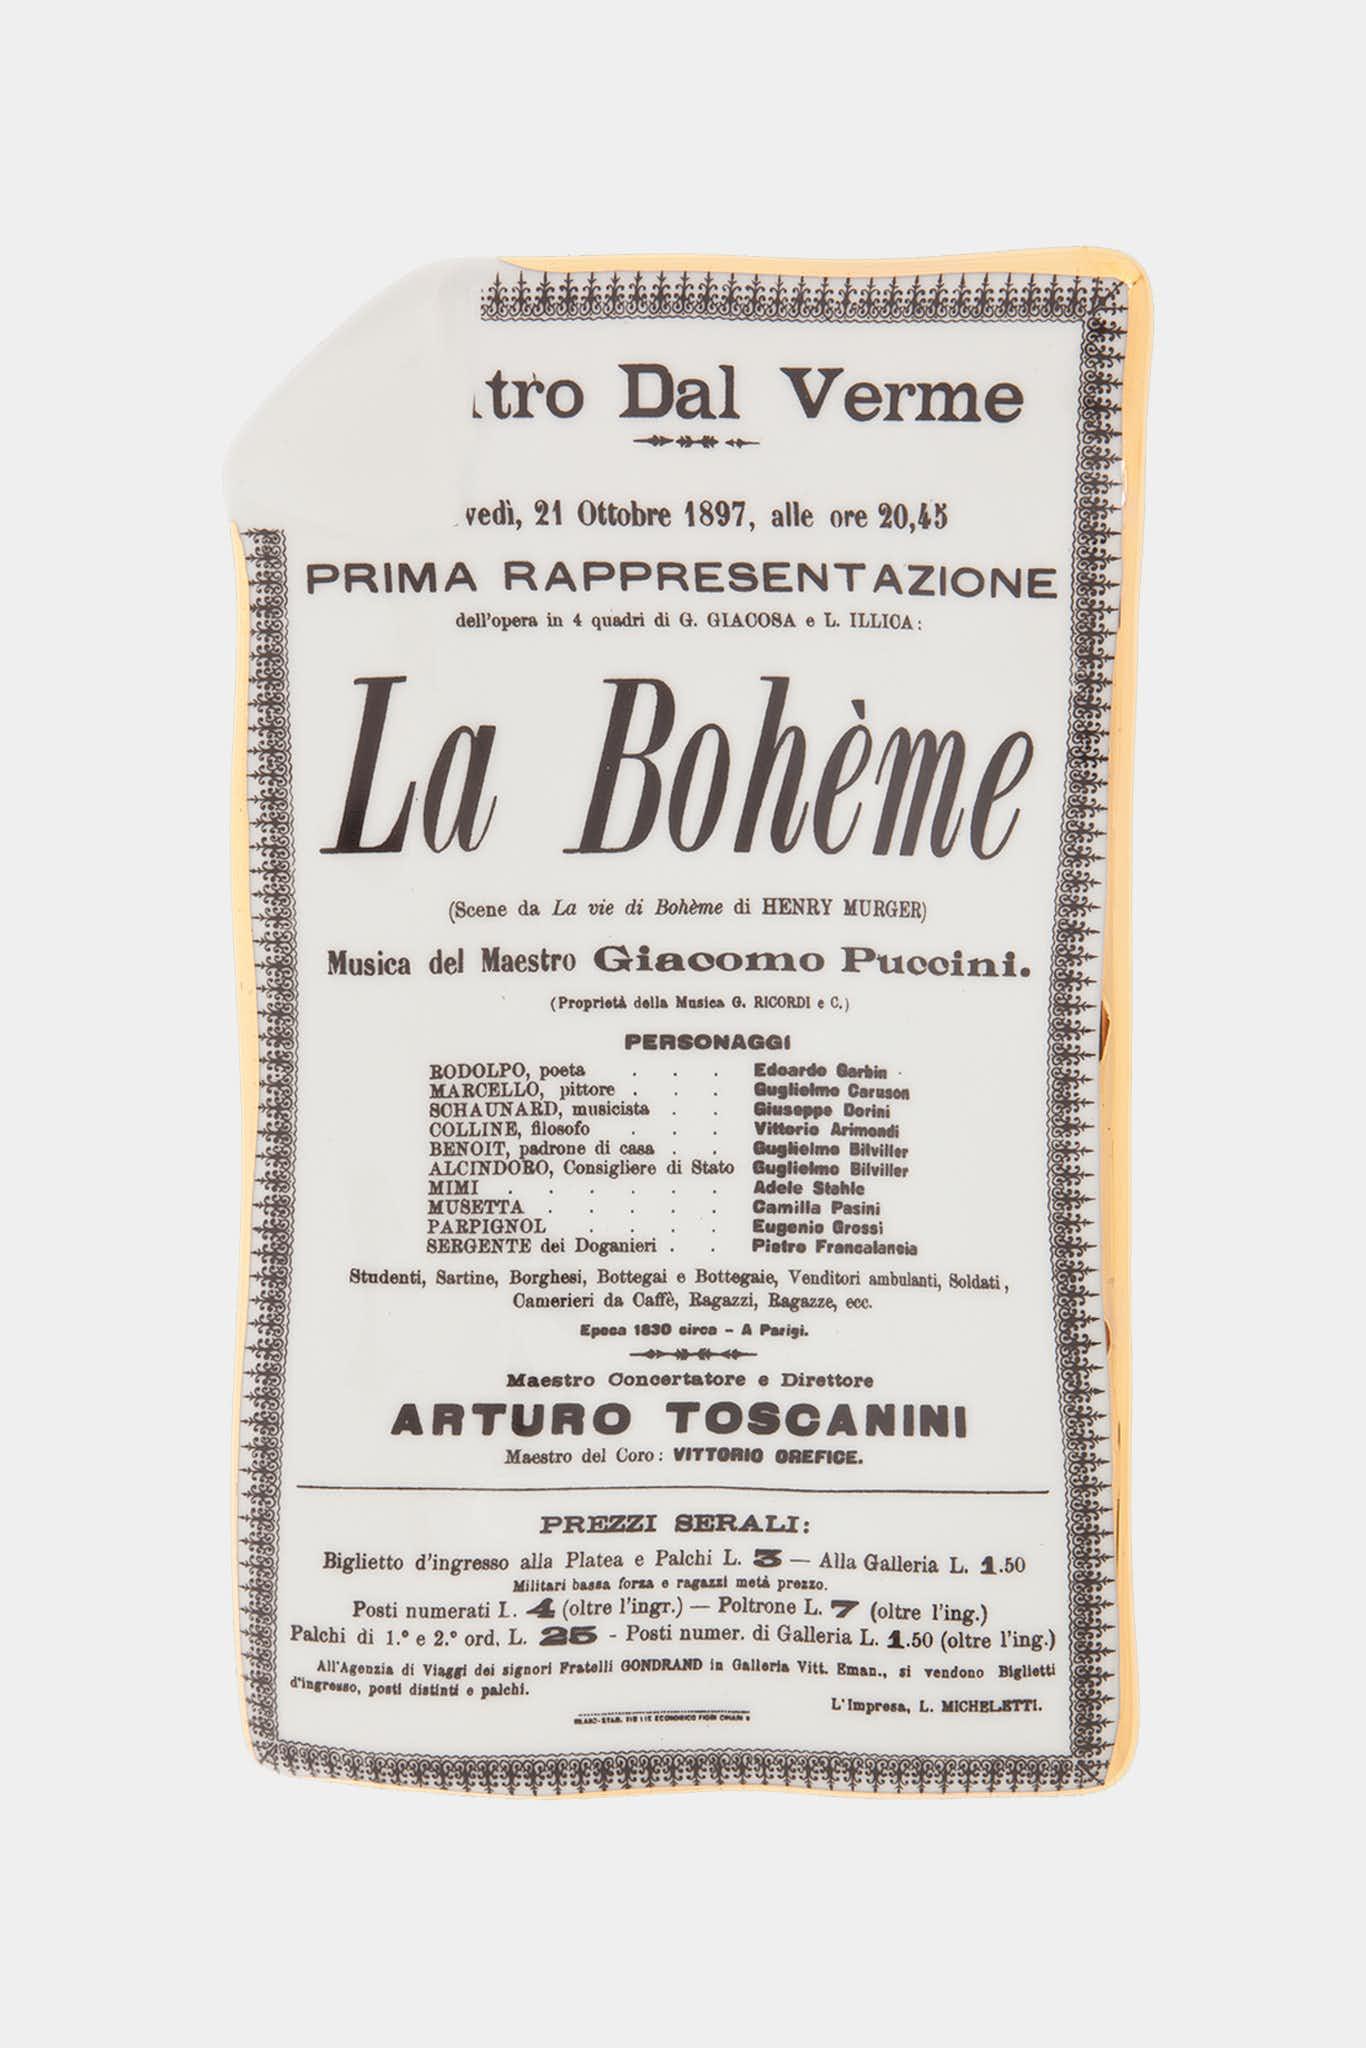 tro Dal Verme
vedì, 21 Ottobre 1897, alle ore 20,45
PRIMA RAPPRESENTAZIONE
dell'opera in 4 quadri di G. GIACOSA e L. ILLICA:
La Bohème
(Scene da La vie di Bohème di HENRY MURGER)
Musica del Maestro Giacomo Puccini.
(Proprietà della Musica G. RICORDI e C.)
PERSONAGGI
RODOLPO, poeta . . . Edoardo Garbin
MARCELLO, pittore . . . Guglielmo Caruson
SCHAUNARD, musicista . . Giuseppe Dorini
COLLINE, filosofo . . . Vittorio Arimondi
BENOIT, padrone di casa . . Guglielmo Bilviller
ALCINDORO, Consigliere di Stato Guglielmo Bilviller
MIMI . . . . . . Adele Stahle
MUSETTA . . . . . Camilla Pasini
PARPIGNOL . . . . Eugenio Grossi
SERGENTE dei Doganieri . . Pietro Francalancia
Studenti, Sartine, Borghesi, Bottegai e Bottegaie, Venditori ambulanti, Soldati,
Camerieri da Caffè, Ragazzi, Ragazze, ecc.
Epoca 1830 circa - A Parigi.
Maestro Concertatore e Direttore
ARTURO TOSCANINI
Maestro del Coro: VITTORIO OREFICE.
PREZZI SERALI:
Biglietto d'ingresso alla Platea e Palchi L. 3 — Alla Galleria L. 1.50
Militari bassa forza e ragazzi metà prezzo.
Posti numerati L. 4 (oltre l'ingr.) — Poltrone L. 7 (oltre l'ing.)
Palchi di 1.° e 2.° ord. L. 25 - Posti numer. di Galleria L. 1.50 (oltre l'ing.)
All'Agenzia di Viaggi dei signori Fratelli GONDRAND in Galleria Vitt. Eman., si vendono Biglietti
d'ingresso, posti distinti e palchi.
L'Impresa, L. MICHELETTI.
ECONOMICO FIORI CHIARI